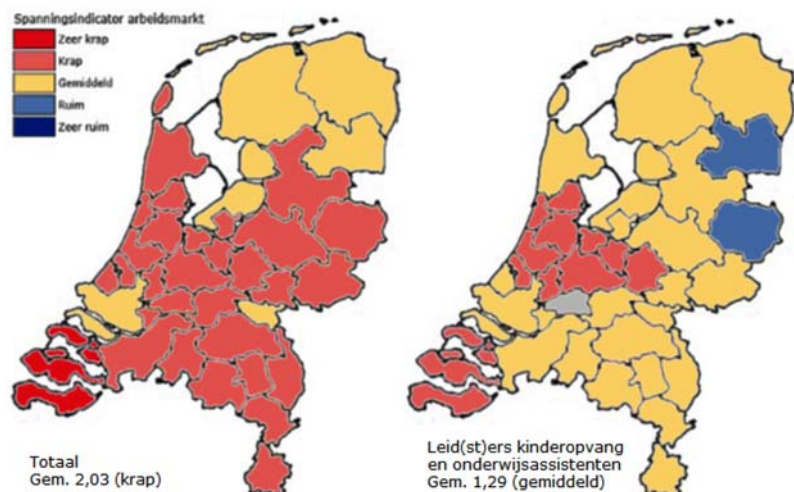 Spanningsindicator arbeidsmarkt
Zeer krap
Krap
Gemiddeld
Ruim
Zeer ruim
Totaal
Gem. 2,03 (krap)
Leid(st)ers kinderopvang
en onderwijsassistenten
Gem. 1,29 (gemiddeld)